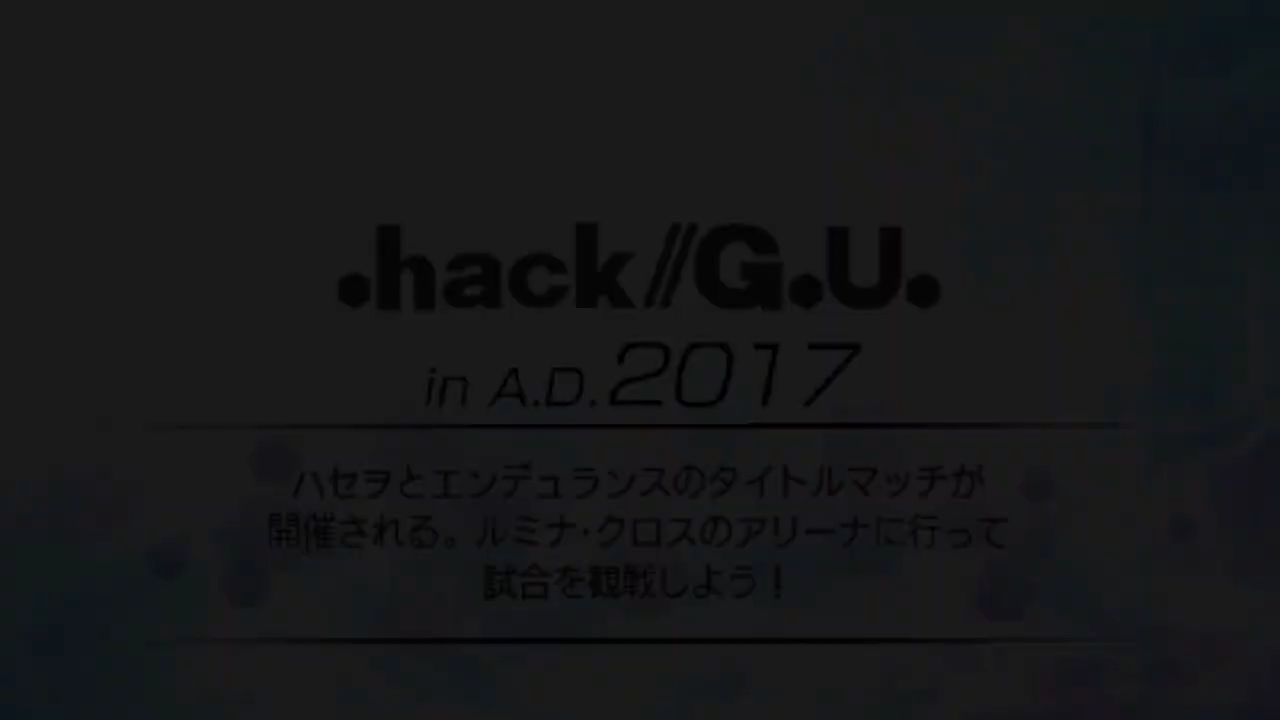 .hack//G.U.
in A.D.2017
ハセヲとエンデュランスのタイトルマッチが
開催される。ルミナ·クロスのアリーナに行って
試合を観戦しよう!